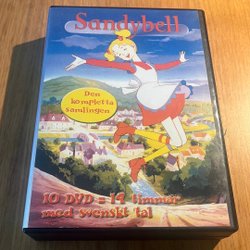 Sandybell
Den
kompletta
samlingen
10 DVD = 19 timmar
med svenskt tal